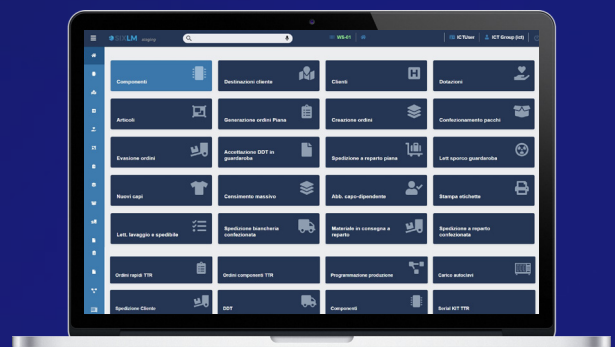 SIXLM staging
WS-01
ICTUser
ICT Group (ict)
Componenti
Destinazioni cliente
Clienti
Dotazioni
Articoli
Generazione ordini Piana
Creazione ordini
Confezionamento pacchi
Evasione ordini
Accettazione DDT in
guardaroba
Spedizione a reparto piana
Lett sporco guardaroba
Nuovi capi
Censimento massivo
Abb. capo-dipendente
Stampa etichette
Lett. lavaggio e spedibile
Spedizione biancheria
confezionata
Materiale in consegna a
reparto
Spedizione a reparto
confezionata
Ordini rapidi TTR
Ordini componenti TTR
Programmazione produzione
Carico autoclavi
Spedizione Cliente
DDT
Componenti
Serial KIT TTR